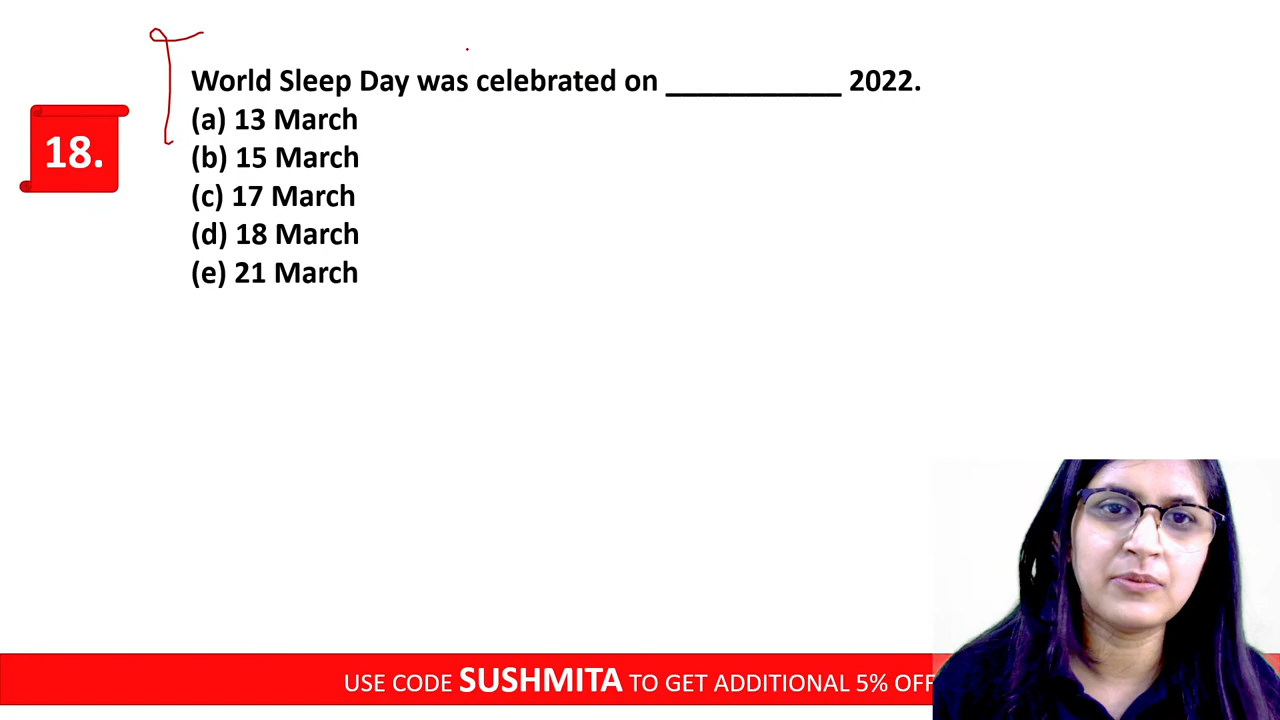 World Sleep Day was celebrated on ____________ 2022.
18.
(a) 13 March
(b) 15 March
(c) 17 March
(d) 18 March
(e) 21 March
USE CODE SUSHMITA TO GET ADDITIONAL 5% OFF